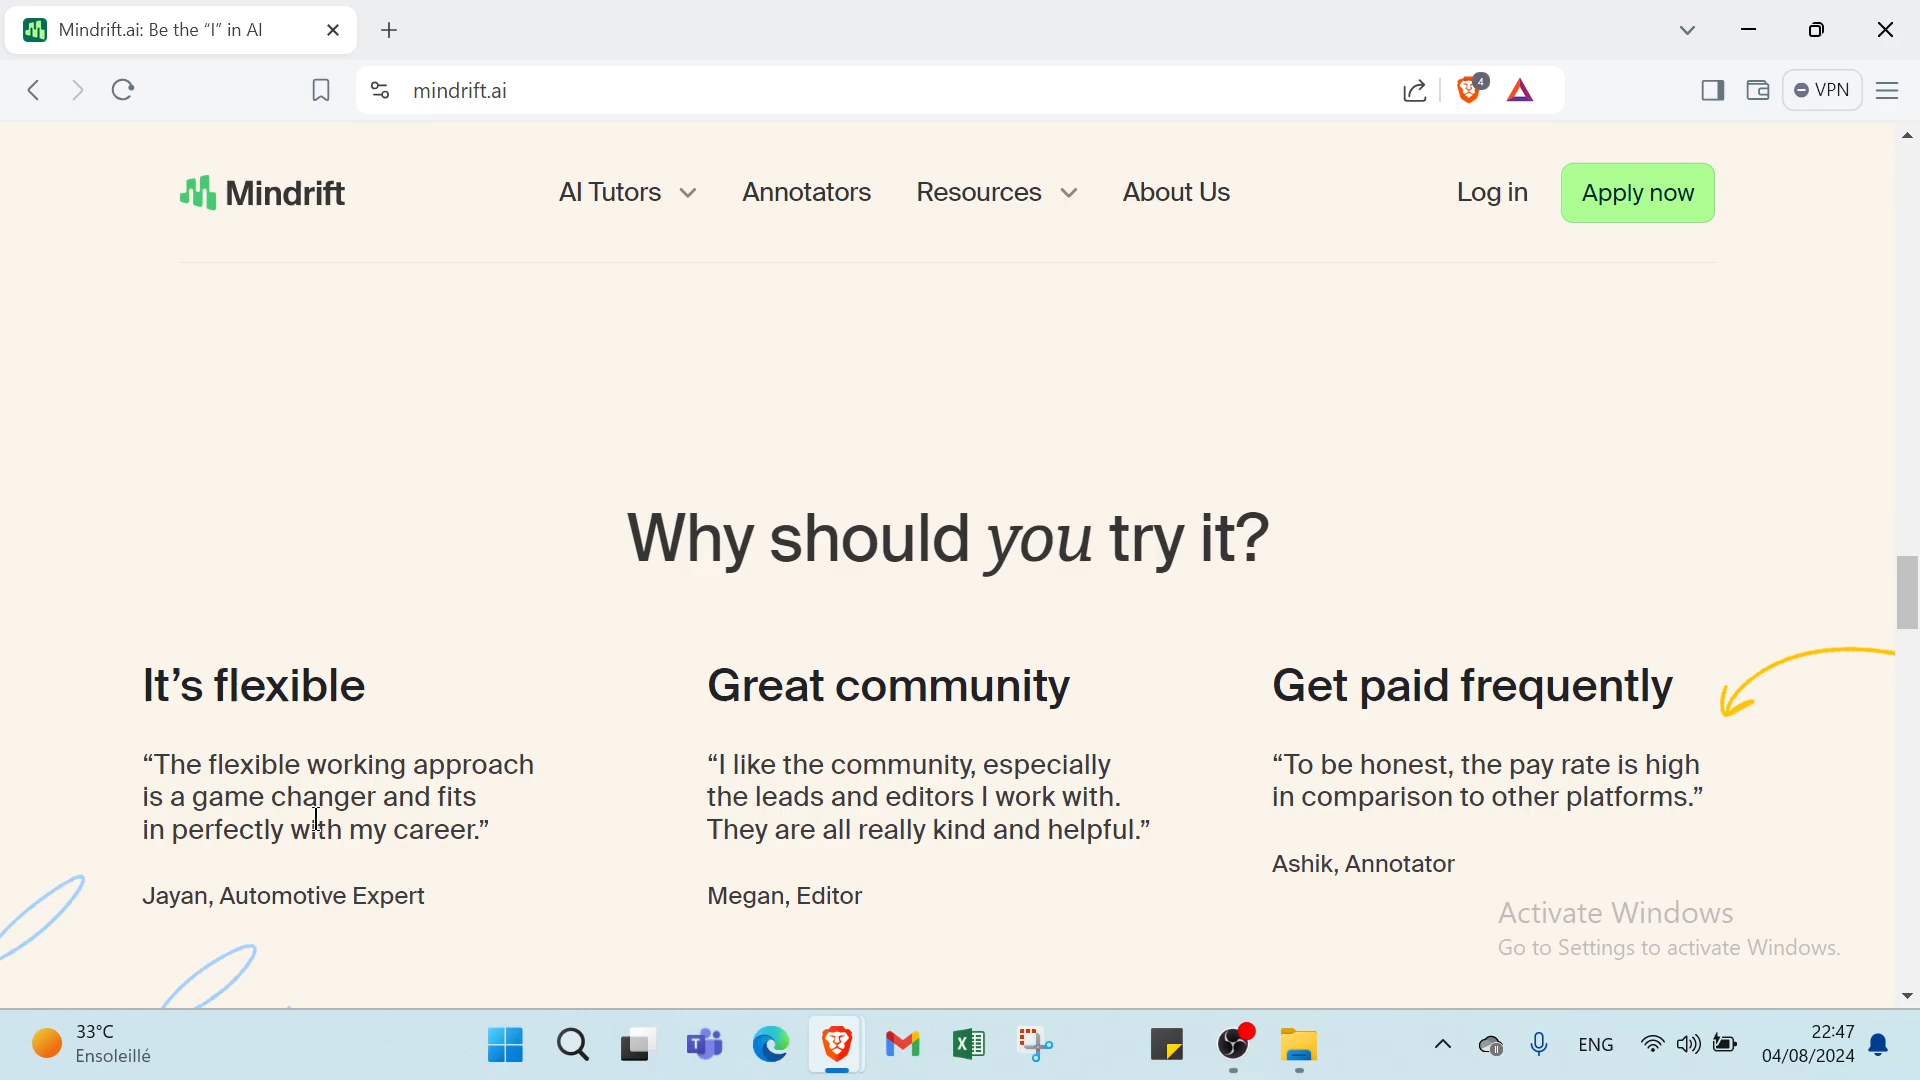 Mindrift.ai: Be the “I” in AI
mindrift.ai
4
VPN
Mindrift
AI Tutors
Annotators
Resources
About Us
Log in
Apply now
Why should you try it?
It’s flexible
“The flexible working approach
is a game changer and fits
in perfectly with my career.”
Jayan, Automotive Expert
Great community
“I like the community, especially
the leads and editors I work with.
They are all really kind and helpful.”
Megan, Editor
Get paid frequently
“To be honest, the pay rate is high
in comparison to other platforms.”
Ashik, Annotator
Activate Windows
Go to Settings to activate Windows.
33°C
Ensoleillé
ENG
22:47
04/08/2024